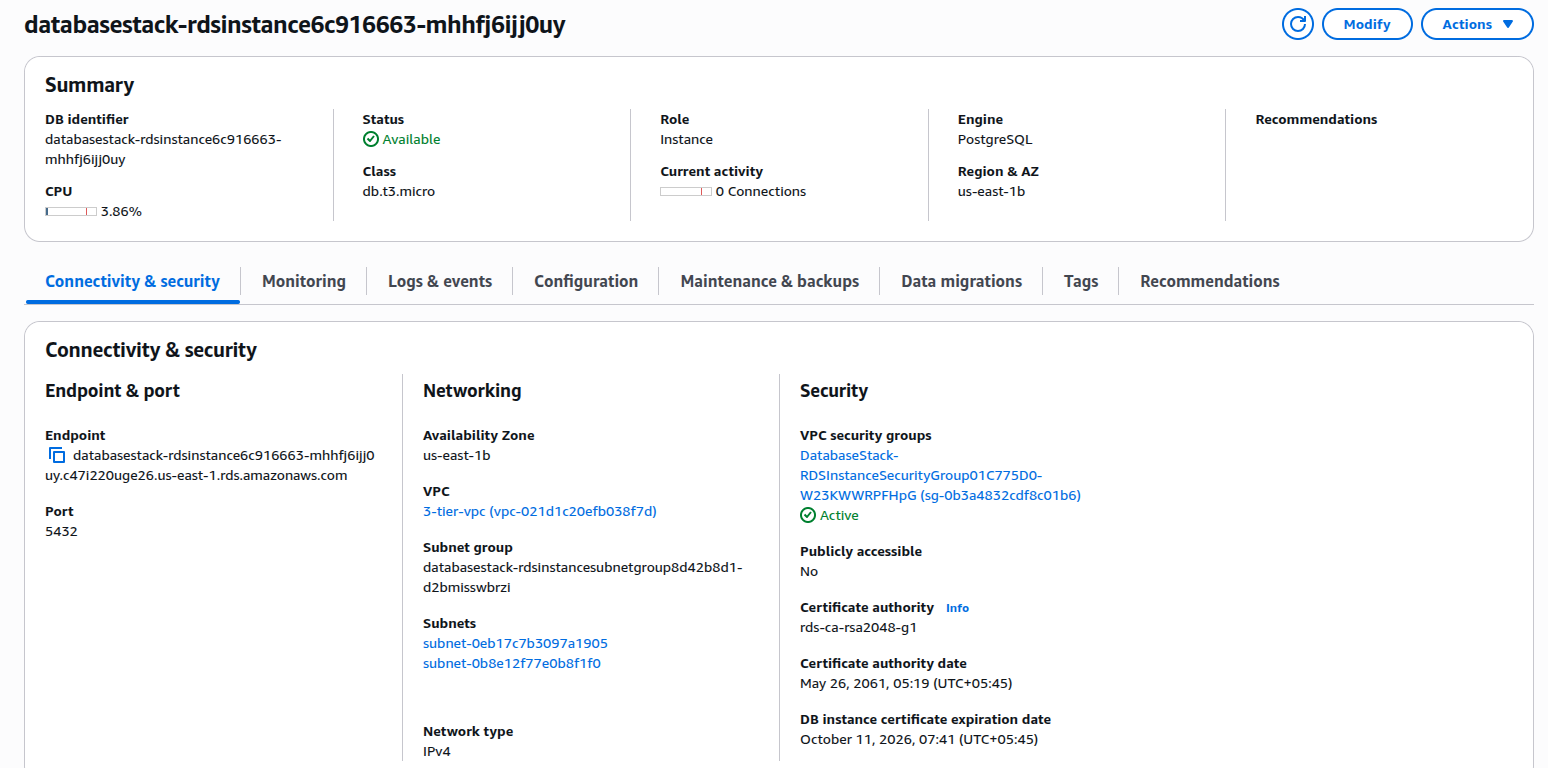 databasestack-rdsinstance6c916663-mhhfj6ijj0uy
Modify
Actions
Summary
DB identifier
databasestack-rdsinstance6c916663-
mhhfj6ijj0uy
CPU
3.86%
Status
Available
Class
db.t3.micro
Role
Instance
Current activity
0 Connections
Engine
PostgreSQL
Region & AZ
us-east-1b
Recommendations
Connectivity & security
Monitoring
Logs & events
Configuration
Maintenance & backups
Data migrations
Tags
Recommendations
Connectivity & security
Endpoint & port
Endpoint
databasestack-rdsinstance6c916663-mhhfj6ijj0
uy.c47i220uge26.us-east-1.rds.amazonaws.com
Port
5432
Networking
Availability Zone
us-east-1b
VPC
3-tier-vpc (vpc-021d1c20efb038f7d)
Subnet group
databasestack-rdsinstancesubnetgroup8d42b8d1-
d2bmisswbrzi
Subnets
subnet-0eb17c7b3097a1905
subnet-0b8e12f77e0b8f1f0
Network type
IPv4
Security
VPC security groups
DatabaseStack-
RDSInstanceSecurityGroup01C775D0-
W23KWWRPFHpG (sg-0b3a4832cdf8c01b6)
Active
Publicly accessible
No
Certificate authority Info
rds-ca-rsa2048-g1
Certificate authority date
May 26, 2061, 05:19 (UTC+05:45)
DB instance certificate expiration date
October 11, 2026, 07:41 (UTC+05:45)